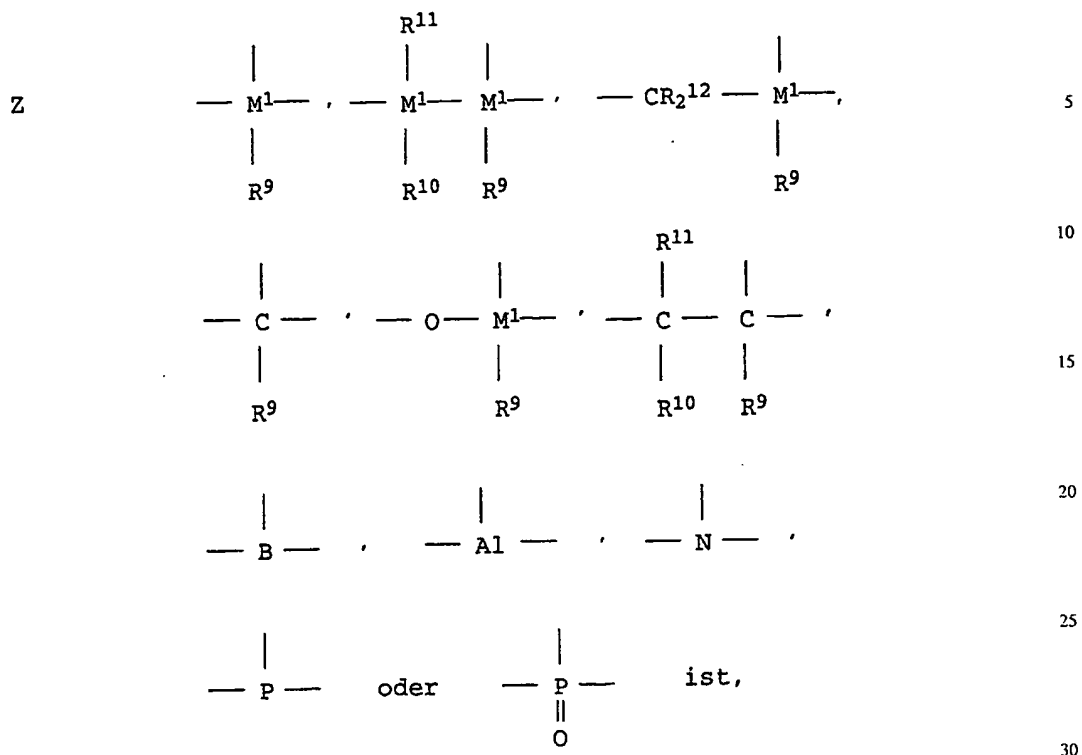 R¹¹
Z — M¹ — , — M¹ — M¹ — , — CR₂¹² — M¹ — , 5
R⁹ R¹⁰ R⁹ R⁹
10
R¹¹
— C — , — O — M¹ — , — C — C — ,
15
R⁹ R⁹ R¹⁰ R⁹
20
— B — , — Al — , — N — ,
25
— P — oder — P — ist,
O
30